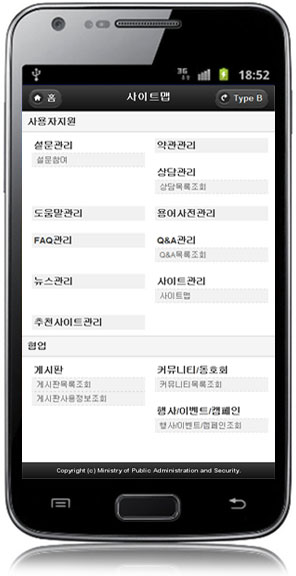 3G 18:52
홈 사이트맵 Type B
사용자지원
설문관리 약관관리
설문참여
상담관리
상담목록조회
도움말관리 용어사전관리
FAQ관리 Q&A관리
Q&A목록조회
뉴스관리 사이트관리
사이트맵
추천사이트관리
협업
게시판 커뮤니티/동호회
게시판목록조회 커뮤니티목록조회
게시판사용정보조회
행사/이벤트/캠페인
행사/이벤트/캠페인조회
Copyright (c) Ministry of Public Administration and Security.